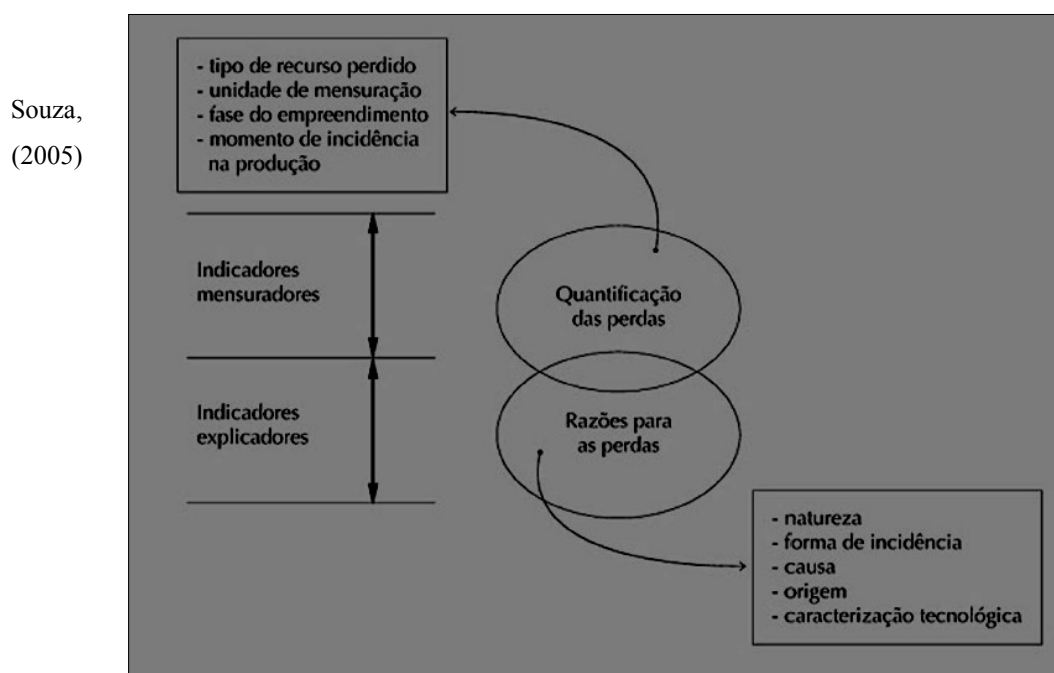 Souza,
(2005)
- tipo de recurso perdido
- unidade de mensuração
- fase do empreendimento
- momento de incidência
na produção
Indicadores
mensuradores
Quantificação
das perdas
Indicadores
explicadores
Razões para
as perdas
- natureza
- forma de incidência
- causa
- origem
- caracterização tecnológica